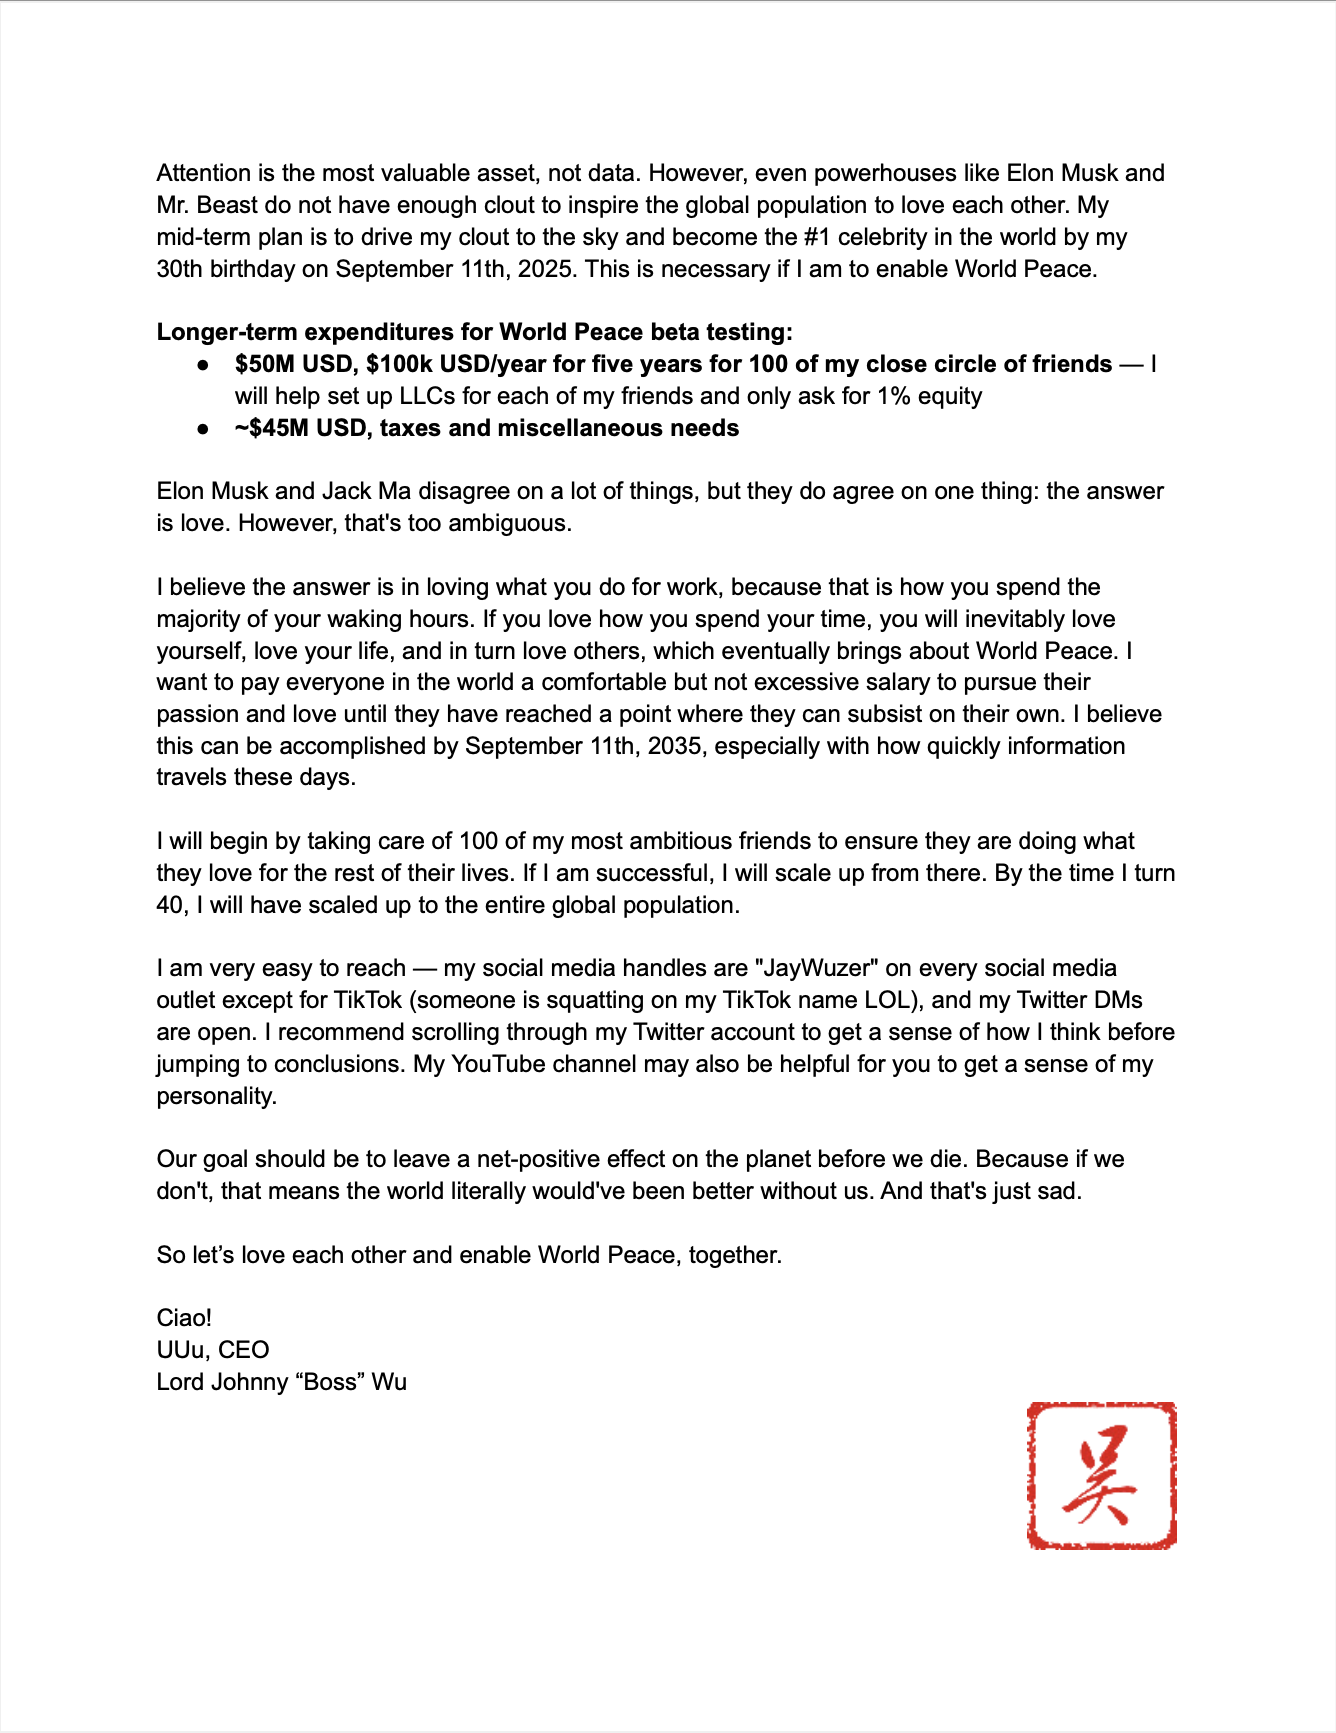 Attention is the most valuable asset, not data. However, even powerhouses like Elon Musk and
Mr. Beast do not have enough clout to inspire the global population to love each other. My
mid-term plan is to drive my clout to the sky and become the #1 celebrity in the world by my
30th birthday on September 11th, 2025. This is necessary if I am to enable World Peace.
Longer-term expenditures for World Peace beta testing:
● $50M USD, $100k USD/year for five years for 100 of my close circle of friends — I
will help set up LLCs for each of my friends and only ask for 1% equity
● ~$45M USD, taxes and miscellaneous needs
Elon Musk and Jack Ma disagree on a lot of things, but they do agree on one thing: the answer
is love. However, that's too ambiguous.
I believe the answer is in loving what you do for work, because that is how you spend the
majority of your waking hours. If you love how you spend your time, you will inevitably love
yourself, love your life, and in turn love others, which eventually brings about World Peace. I
want to pay everyone in the world a comfortable but not excessive salary to pursue their
passion and love until they have reached a point where they can subsist on their own. I believe
this can be accomplished by September 11th, 2035, especially with how quickly information
travels these days.
I will begin by taking care of 100 of my most ambitious friends to ensure they are doing what
they love for the rest of their lives. If I am successful, I will scale up from there. By the time I turn
40, I will have scaled up to the entire global population.
I am very easy to reach — my social media handles are "JayWuzer" on every social media
outlet except for TikTok (someone is squatting on my TikTok name LOL), and my Twitter DMs
are open. I recommend scrolling through my Twitter account to get a sense of how I think before
jumping to conclusions. My YouTube channel may also be helpful for you to get a sense of my
personality.
Our goal should be to leave a net-positive effect on the planet before we die. Because if we
don't, that means the world literally would've been better without us. And that's just sad.
So let’s love each other and enable World Peace, together.
Ciao!
UUu, CEO
Lord Johnny “Boss” Wu
吴